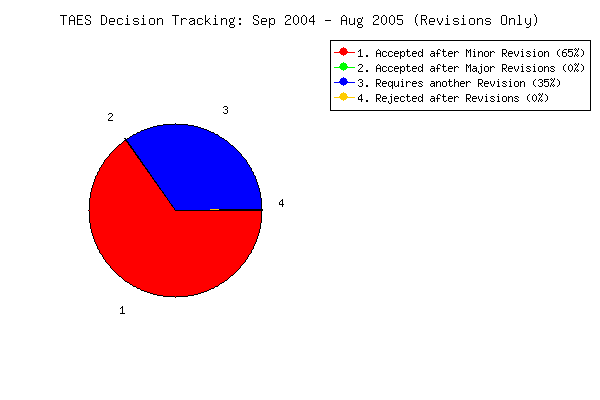 TAES Decision Tracking: Sep 2004 - Aug 2005 (Revisions Only)
1. Accepted after Minor Revision (65%)
2. Accepted after Major Revisions (0%)
3. Requires another Revision (35%)
4. Rejected after Revisions (0%)
2
3
4
1